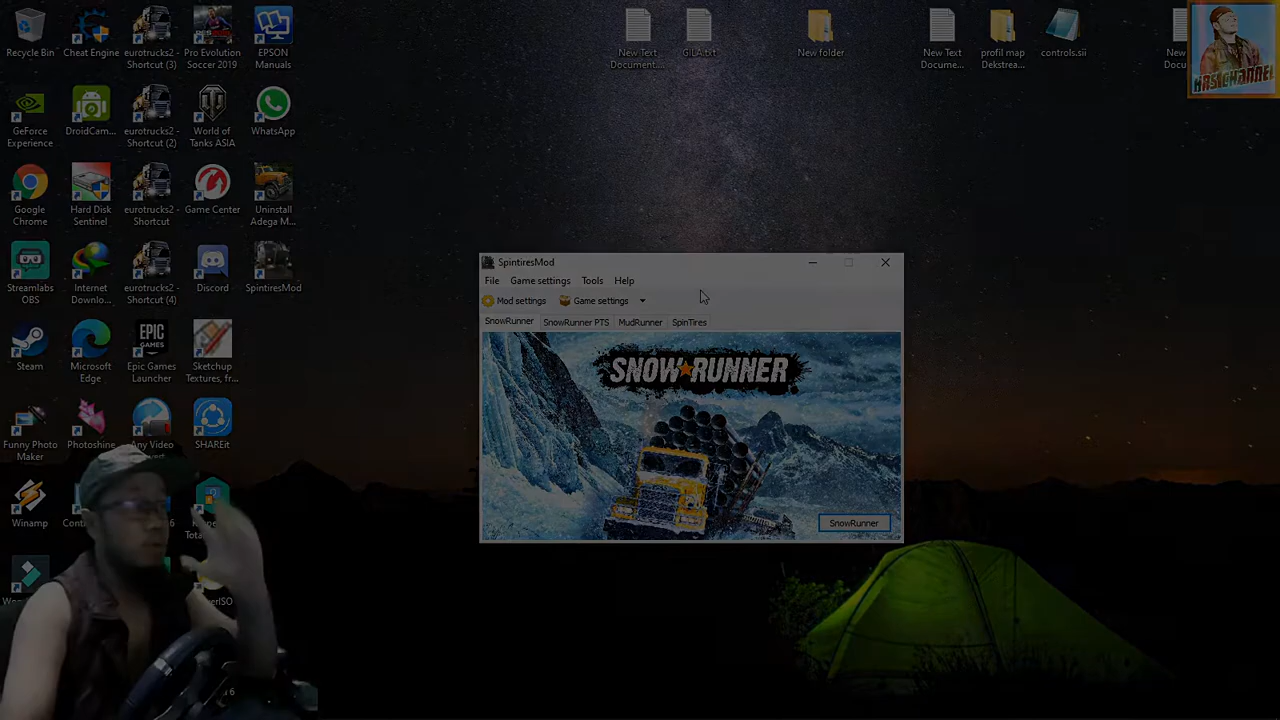 Recycle Bin
Cheat Engine
eurotrucks2 -
Shortcut (3)
Pro Evolution
Soccer 2019
EPSON
Manuals
New Text
Document....
GILA.txt
New folder
New Text
Docume...
profil map
Dekstrea...
controls.sii
GeForce
Experience
DroidCam...
eurotrucks2 -
Shortcut (2)
World of
Tanks ASIA
WhatsApp
Google
Chrome
Hard Disk
Sentinel
eurotrucks2 -
Shortcut
Game Center
Uninstall
Adega M...
Streamlabs
OBS
Internet
Downlo...
eurotrucks2 -
Shortcut (4)
Discord
SpintiresMod
Steam
Microsoft
Edge
Epic Games
Launcher
Sketchup
Textures, fr...
Funny Photo
Maker
Photoshine
Any Video
SHAREit
Winamp
SpintiresMod
File Game settings Tools Help
Mod settings Game settings
SnowRunner SnowRunner PTS MudRunner SpinTires
SNOWRUNNER
SnowRunner